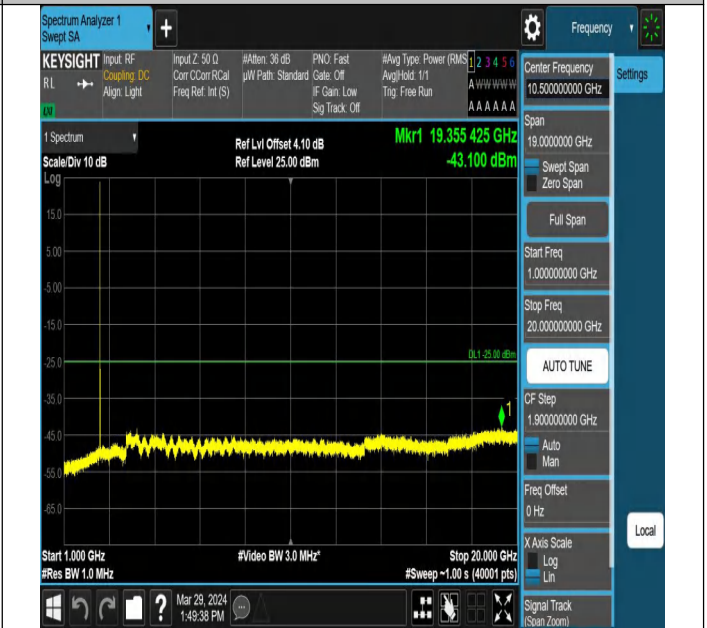 Spectrum Analyzer 1
Swept SA
+
Frequency
KEYSIGHT
RL
Input: RF
Coupling: DC
Align: Light
Input Z: 50 Ω
Corr CCorr RCal
Freq Ref: Int (S)
#Atten: 36 dB
µW Path: Standard
PNO: Fast
Gate: Off
IF Gain: Low
Sig Track: Off
#Avg Type: Power (RMS
Avg|Hold: 1/1
Trig: Free Run
1 2 3 4 5 6
A W W W W W
A A A A A A
LXI
1 Spectrum
Scale/Div 10 dB
Log
Ref Lvl Offset 4.10 dB
Ref Level 25.00 dBm
Mkr1 19.355 425 GHz
-43.100 dBm
15.0
5.00
-5.00
-15.0
-25.0
-35.0
-45.0
-55.0
-65.0
DL1 -25.00 dBm
1
Start 1.000 GHz
#Res BW 1.0 MHz
#Video BW 3.0 MHz*
Stop 20.000 GHz
#Sweep ~1.00 s (40001 pts)
Center Frequency
10.500000000 GHz
Settings
Span
19.0000000 GHz
Swept Span
Zero Span
Full Span
Start Freq
1.000000000 GHz
Stop Freq
20.000000000 GHz
AUTO TUNE
CF Step
1.900000000 GHz
Auto
Man
Freq Offset
0 Hz
X Axis Scale
Log
Lin
Local
Signal Track
(Span Zoom)
?
Mar 29, 2024
1:49:38 PM